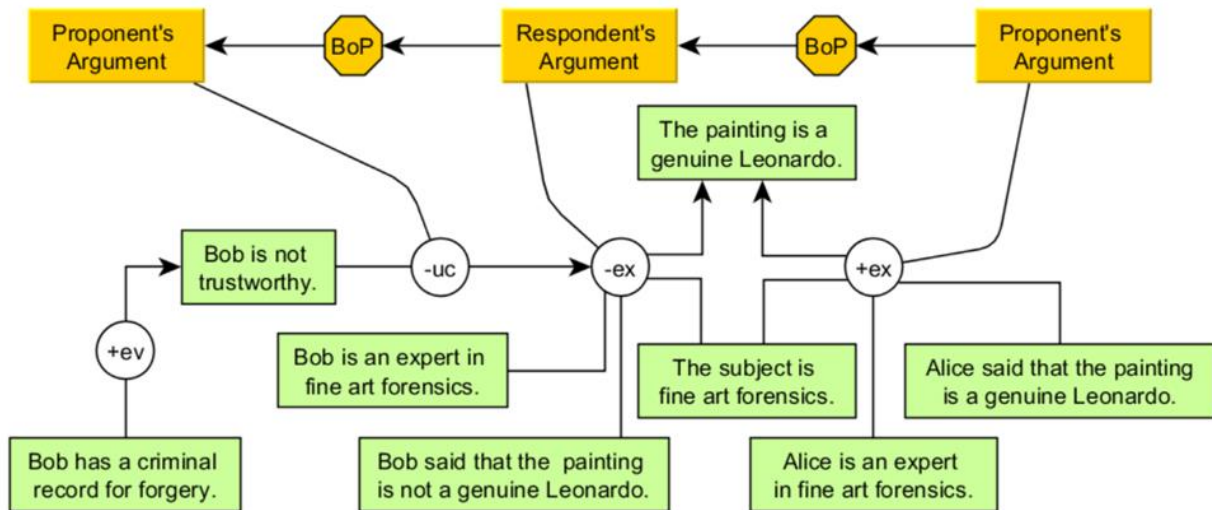 Proponent's
Argument
BoP
Respondent's
Argument
BoP
Proponent's
Argument
The painting is a
genuine Leonardo.
Bob is not
trustworthy.
-uc
-ex
+ex
+ev
Bob is an expert in
fine art forensics.
The subject is
fine art forensics.
Alice said that the painting
is a genuine Leonardo.
Bob has a criminal
record for forgery.
Bob said that the painting
is not a genuine Leonardo.
Alice is an expert
in fine art forensics.